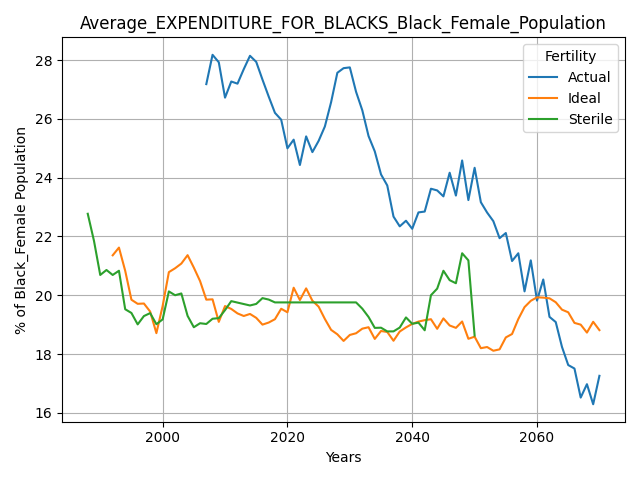 Average_EXPENDITURE_FOR_BLACKS_Black_Female_Population
28
26
24
22
20
18
16
% of Black_Female Population
2000
2020
2040
2060
Years
Fertility
Actual
Ideal
Sterile